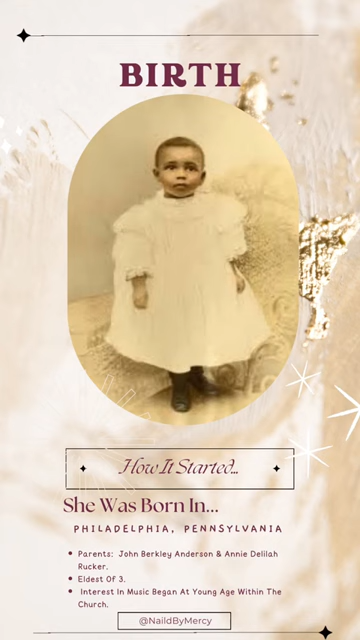 BIRTH
How It Started...
She Was Born In...
PHILADELPHIA, PENNSYLVANIA
Parents: John Berkley Anderson & Annie Delilah
Rucker.
Eldest Of 3.
Interest In Music Began At Young Age Within The
Church.
@NaildByMercy